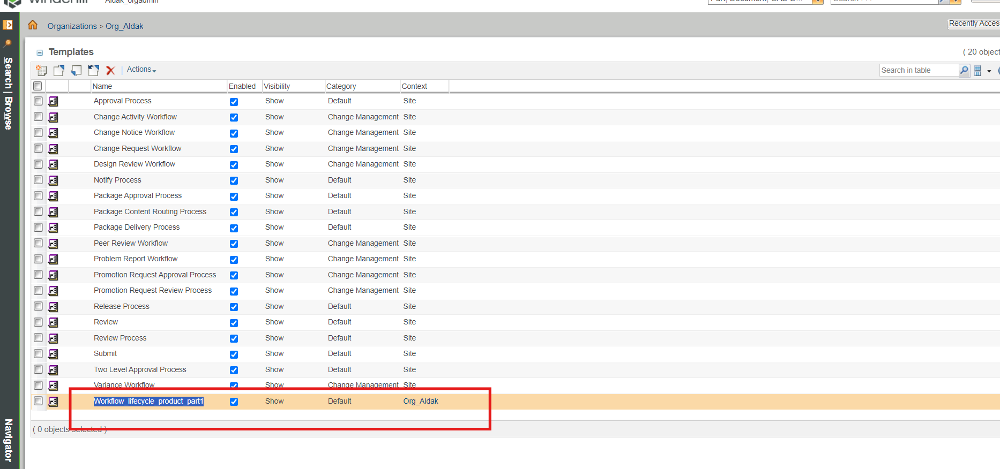 Windchill
Aldak_orgadmin
Organizations > Org_Aldak
Recently Acces
Search | Browse
Templates
( 20 object
Actions
Search in table
Name Enabled Visibility Category Context
Approval Process Show Default Site
Change Activity Workflow Show Change Management Site
Change Notice Workflow Show Change Management Site
Change Request Workflow Show Change Management Site
Design Review Workflow Show Change Management Site
Notify Process Show Default Site
Package Approval Process Show Default Site
Package Content Routing Process Show Default Site
Package Delivery Process Show Default Site
Peer Review Workflow Show Change Management Site
Problem Report Workflow Show Change Management Site
Promotion Request Approval Process Show Change Management Site
Promotion Request Review Process Show Change Management Site
Release Process Show Default Site
Review Show Default Site
Review Process Show Default Site
Submit Show Default Site
Two Level Approval Process Show Default Site
Variance Workflow Show Change Management Site
Workflow_lifecycle_product_part1 Show Default Org_Aldak
( 0 objects selected )
Navigator